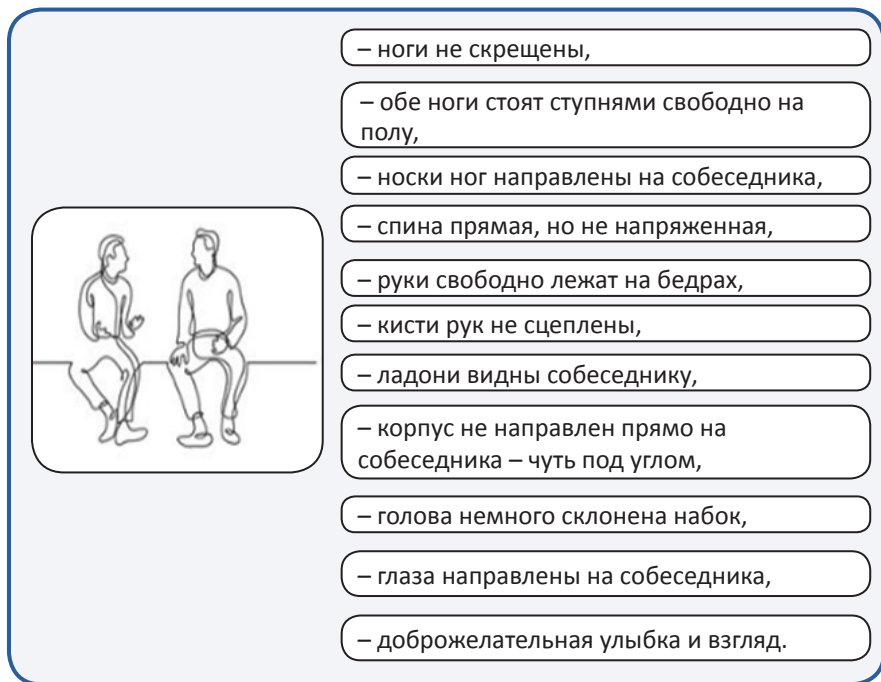 – ноги не скрещены,
– обе ноги стоят ступнями свободно на
полу,
– носки ног направлены на собеседника,
– спина прямая, но не напряженная,
– руки свободно лежат на бедрах,
– кисти рук не сцеплены,
– ладони видны собеседнику,
– корпус не направлен прямо на
собеседника – чуть под углом,
– голова немного склонена набок,
– глаза направлены на собеседника,
– доброжелательная улыбка и взгляд.